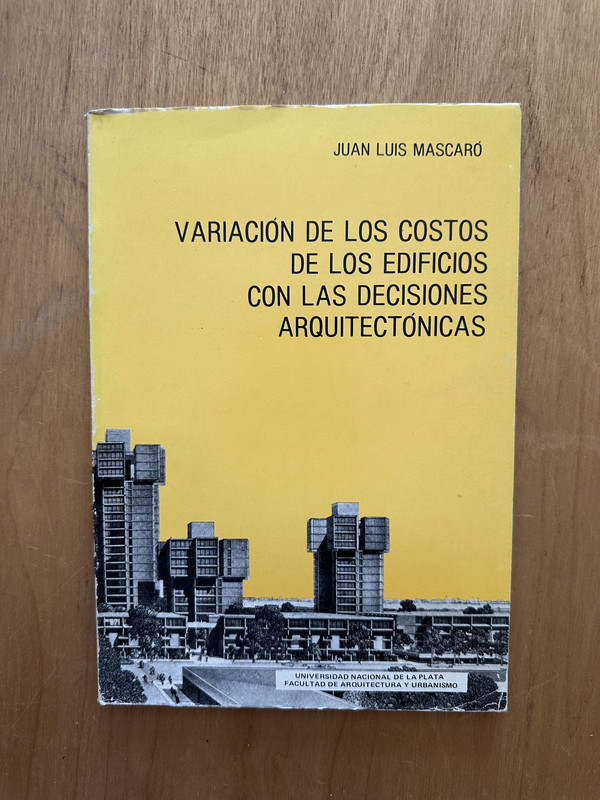 JUAN LUIS MASCARÓ
VARIACIÓN DE LOS COSTOS
DE LOS EDIFICIOS
CON LAS DECISIONES
ARQUITECTÓNICAS
UNIVERSIDAD NACIONAL DE LA PLATA
FACULTAD DE ARQUITECTURA Y URBANISMO